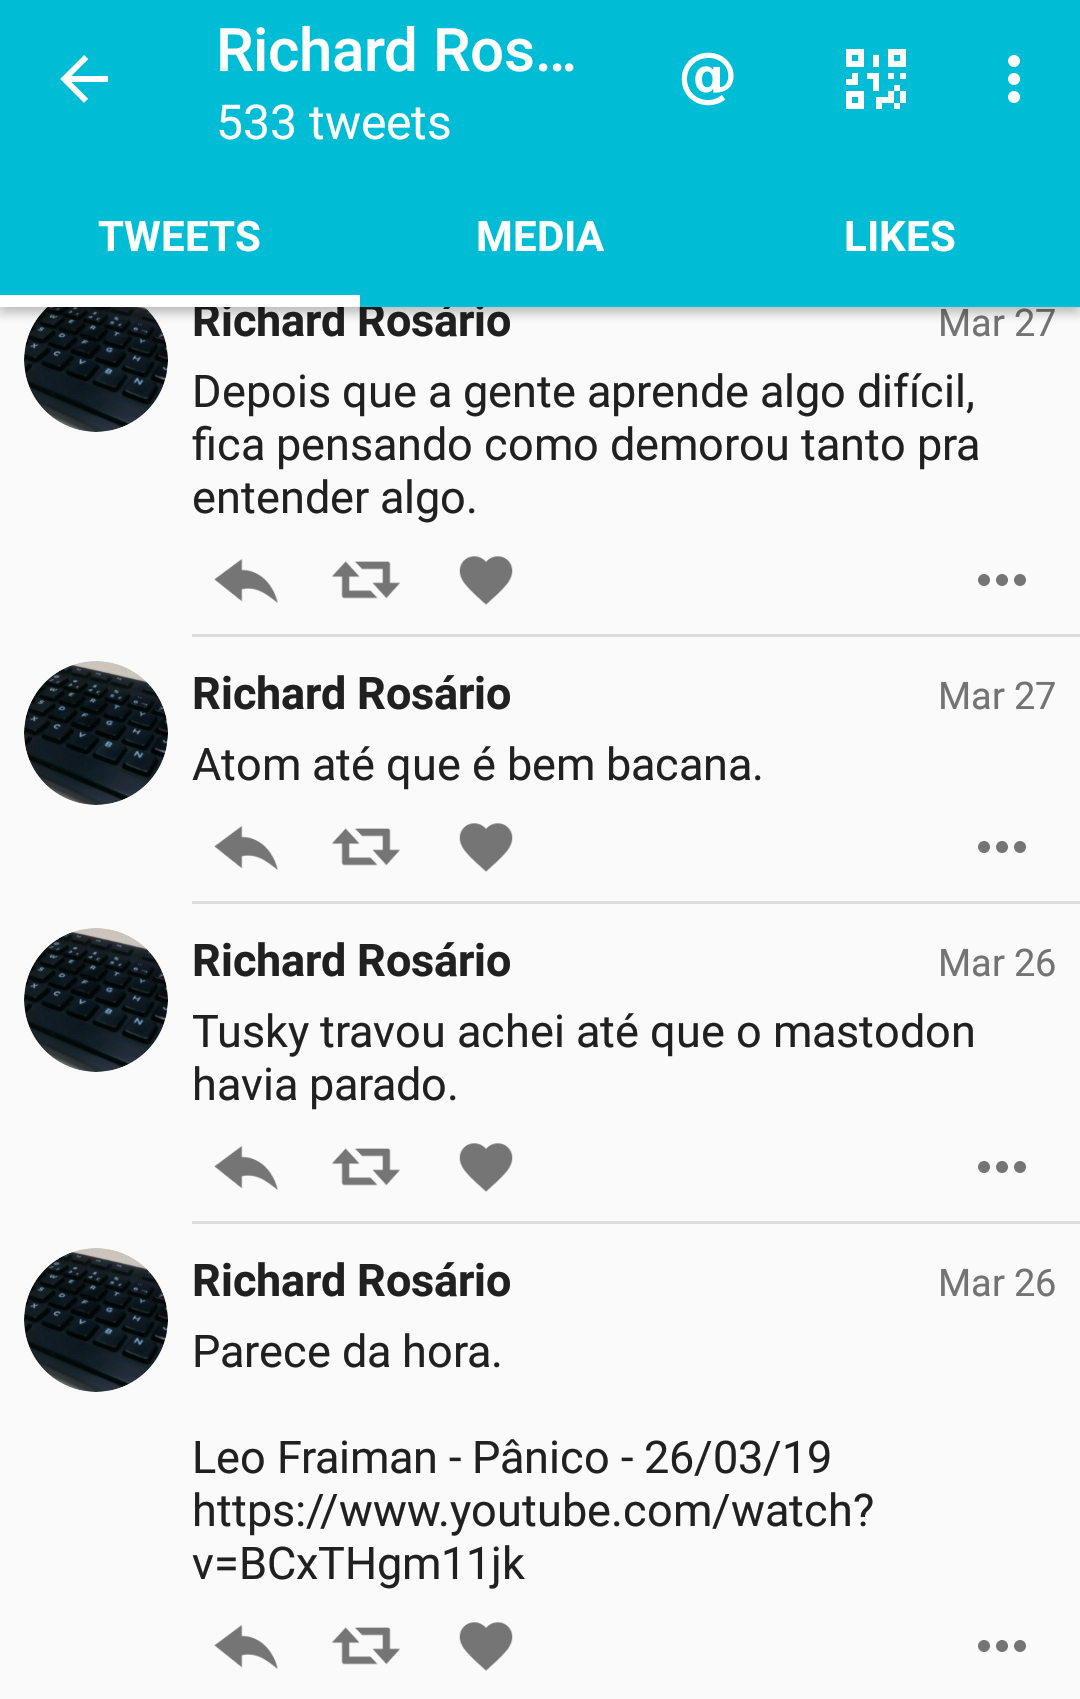 Richard Ros...
533 tweets
TWEETS
MEDIA
LIKES
Richard Rosário
Mar 27
Depois que a gente aprende algo difícil,
fica pensando como demorou tanto pra
entender algo.
Richard Rosário
Mar 27
Atom até que é bem bacana.
Richard Rosário
Mar 26
Tusky travou achei até que o mastodon
havia parado.
Richard Rosário
Mar 26
Parece da hora.
Leo Fraiman - Pânico - 26/03/19
https://www.youtube.com/watch?
v=BCxTHgm11jk